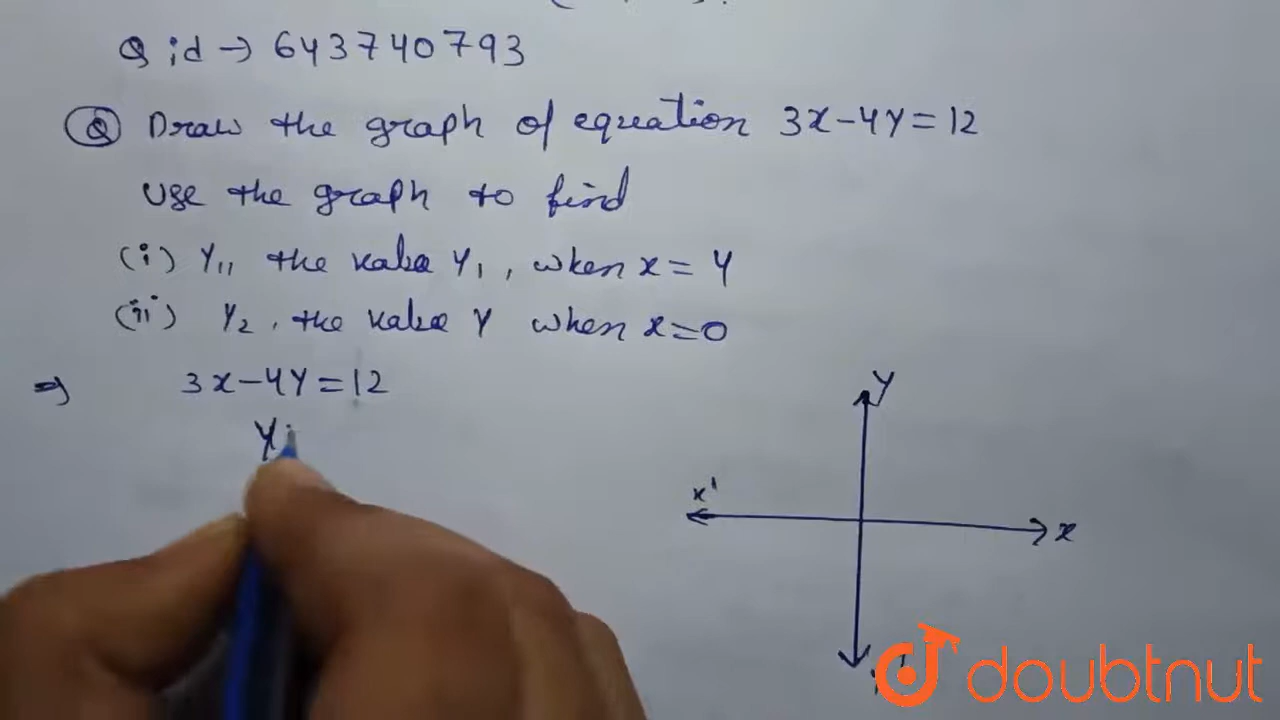 Q id → 643740793
Q Draw the graph of equation 3x-4y=12
use the graph to find
(i) Y11 the value Y1, when x = 4
(ii) Y2, the value Y when x=0
⇒ 3x-4y=12
y=
y
x'
x
doubtnut